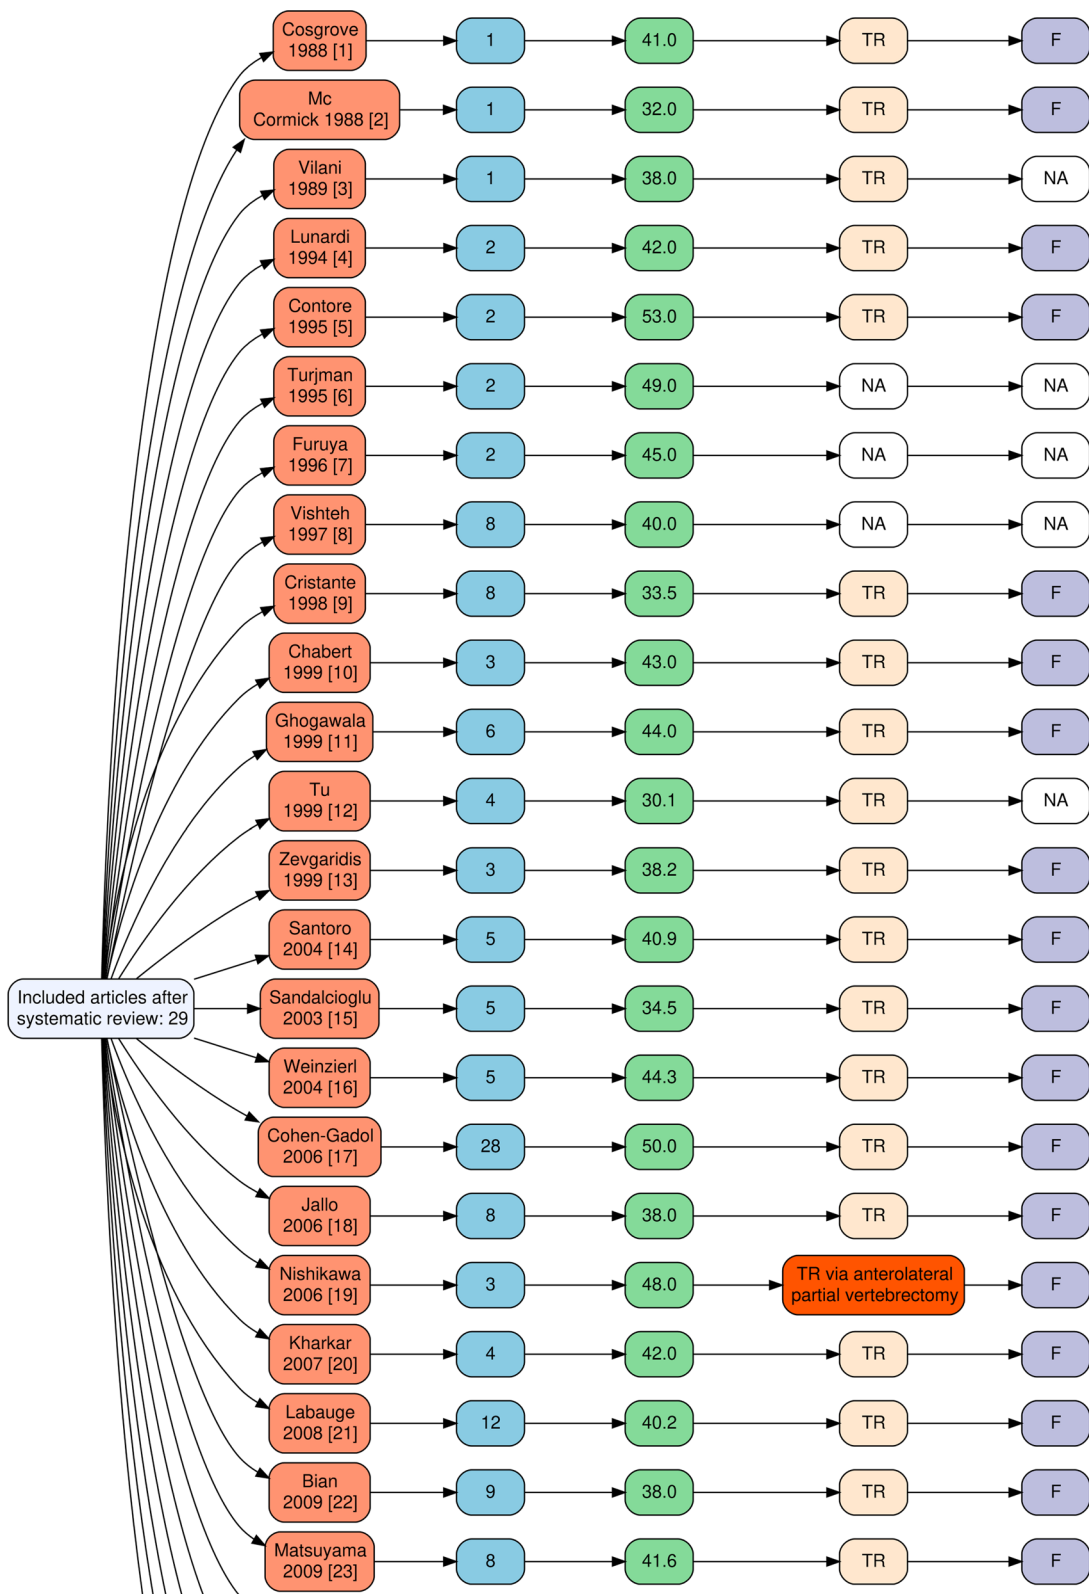 Cosgrove
1988 [1]
1
41.0
TR
F
Mc
Cormick 1988 [2]
1
32.0
TR
F
Vilani
1989 [3]
1
38.0
TR
NA
Lunardi
1994 [4]
2
42.0
TR
F
Contore
1995 [5]
2
53.0
TR
F
Turjman
1995 [6]
2
49.0
NA
NA
Furuya
1996 [7]
2
45.0
NA
NA
Vishteh
1997 [8]
8
40.0
NA
NA
Cristante
1998 [9]
8
33.5
TR
F
Chabert
1999 [10]
3
43.0
TR
F
Ghogawala
1999 [11]
6
44.0
TR
F
Tu
1999 [12]
4
30.1
TR
NA
Zevgaridis
1999 [13]
3
38.2
TR
F
Santoro
2004 [14]
5
40.9
TR
F
Included articles after
systematic review: 29
Sandalcioglu
2003 [15]
5
34.5
TR
F
Weinzierl
2004 [16]
5
44.3
TR
F
Cohen-Gadol
2006 [17]
28
50.0
TR
F
Jallo
2006 [18]
8
38.0
TR
F
Nishikawa
2006 [19]
3
48.0
TR via anterolateral
partial vertebrectomy
F
Kharkar
2007 [20]
4
42.0
TR
F
Labauge
2008 [21]
12
40.2
TR
F
Bian
2009 [22]
9
38.0
TR
F
Matsuyama
2009 [23]
8
41.6
TR
F